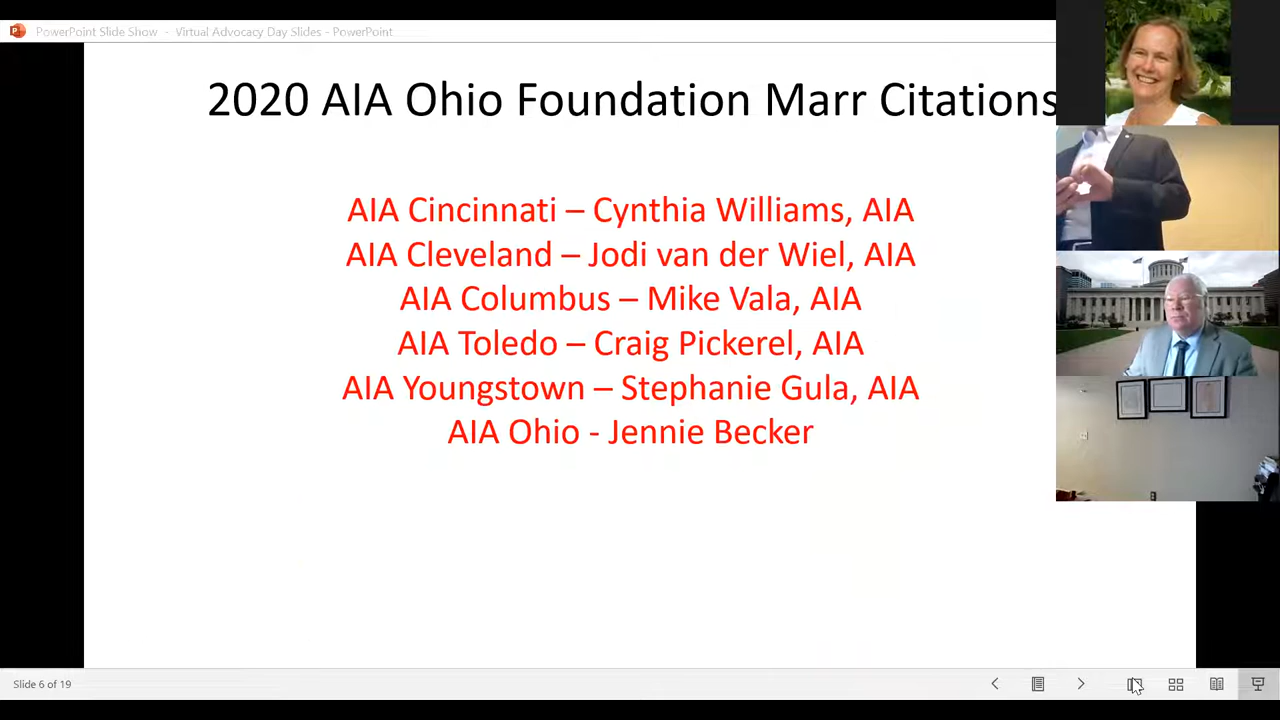 PowerPoint Slide Show - Virtual Advocacy Day Slides - PowerPoint
2020 AIA Ohio Foundation Marr Citations
AIA Cincinnati – Cynthia Williams, AIA
AIA Cleveland – Jodi van der Wiel, AIA
AIA Columbus – Mike Vala, AIA
AIA Toledo – Craig Pickerel, AIA
AIA Youngstown – Stephanie Gula, AIA
AIA Ohio - Jennie Becker
Slide 6 of 19